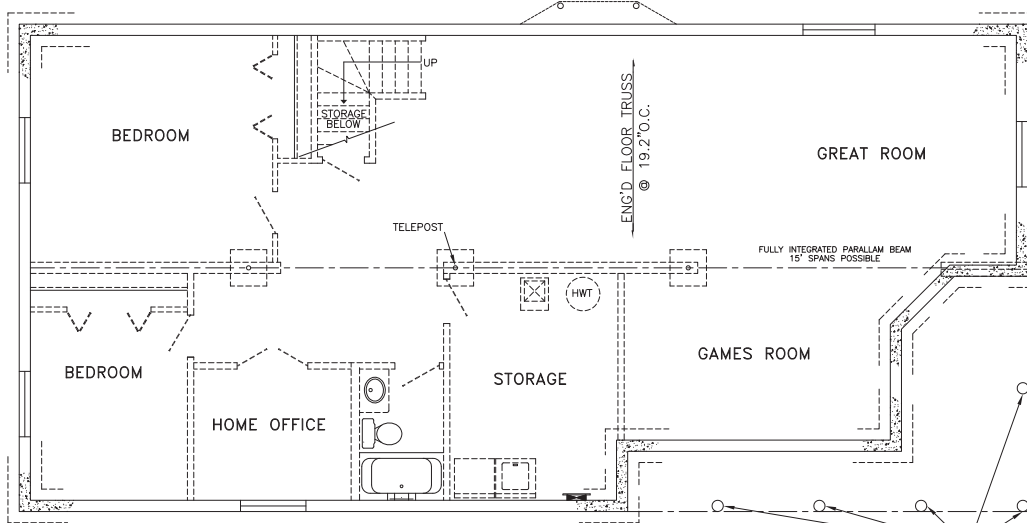 UP
STORAGE
BELOW
BEDROOM
ENG'D FLOOR TRUSS
@ 19.2"O.C.
GREAT ROOM
TELEPOST
FULLY INTEGRATED PARALLAM BEAM
15' SPANS POSSIBLE
HWT
BEDROOM
HOME OFFICE
STORAGE
GAMES ROOM